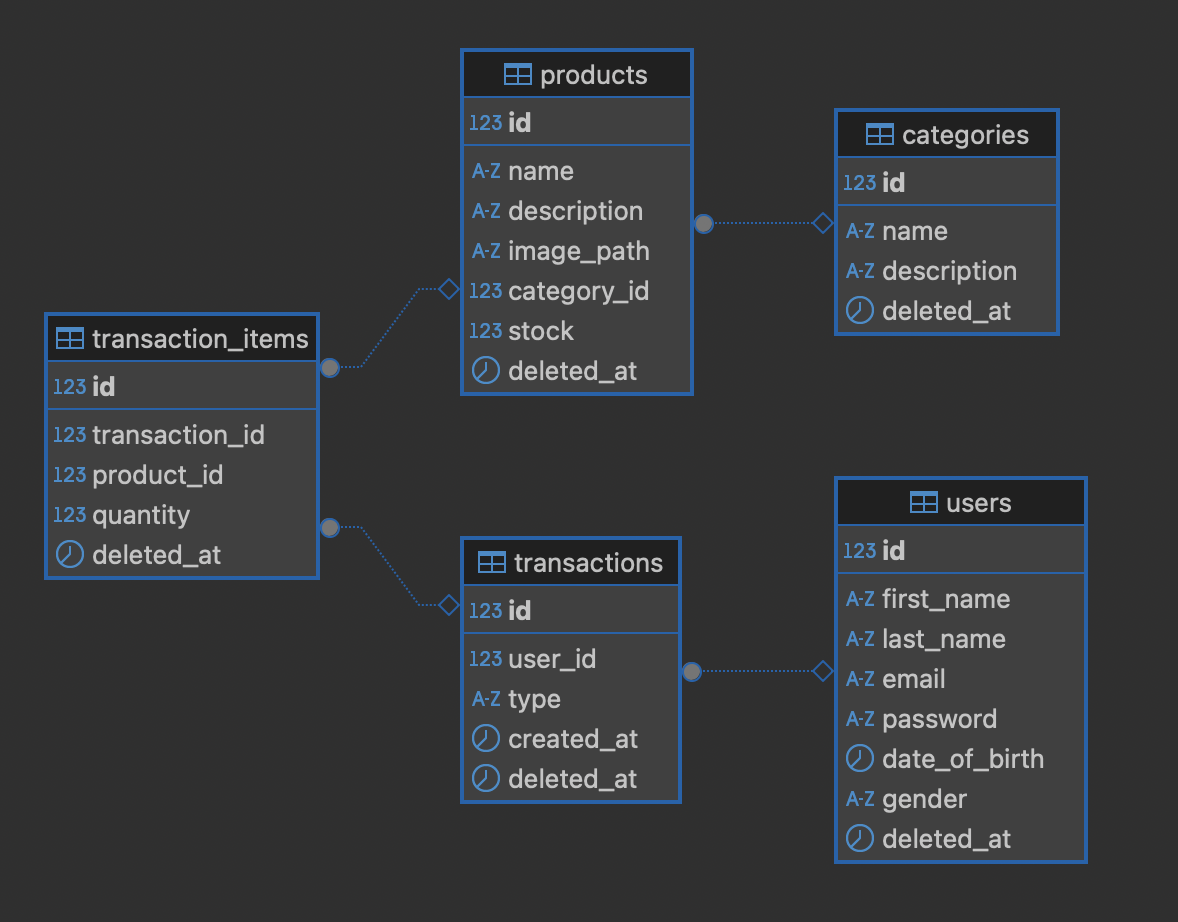 products
123 id
A-Z name
A-Z description
A-Z image_path
123 category_id
123 stock
deleted_at
categories
123 id
A-Z name
A-Z description
deleted_at
transaction_items
123 id
123 transaction_id
123 product_id
123 quantity
deleted_at
transactions
123 id
123 user_id
A-Z type
created_at
deleted_at
users
123 id
A-Z first_name
A-Z last_name
A-Z email
A-Z password
date_of_birth
A-Z gender
deleted_at